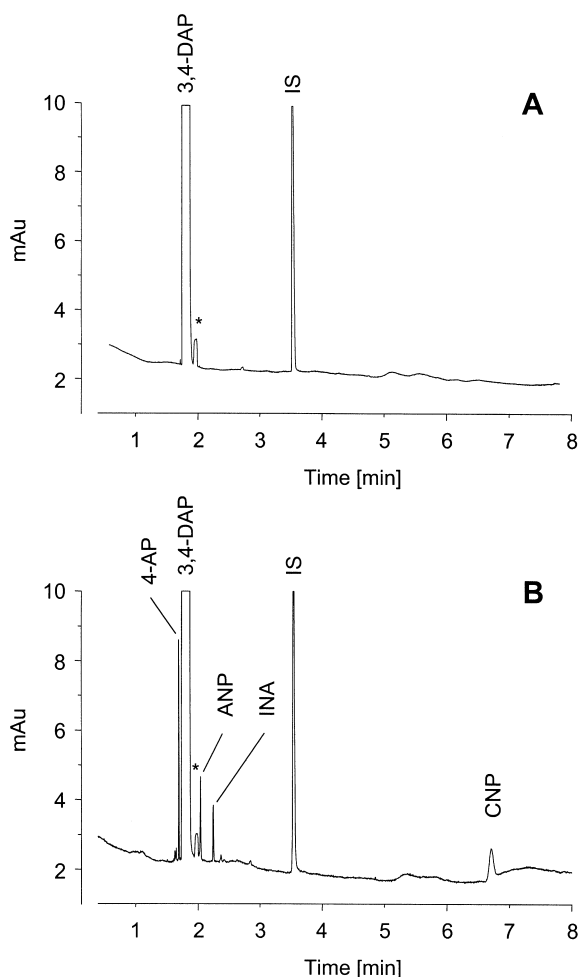 3,4-DAP
IS
A
10
8
6
4
2
mAu
*
1 2 3 4 5 6 7 8
Time [min]
4-AP
3,4-DAP
IS
B
10
8
6
4
2
mAu
*
ANP
INA
CNP
1 2 3 4 5 6 7 8
Time [min]